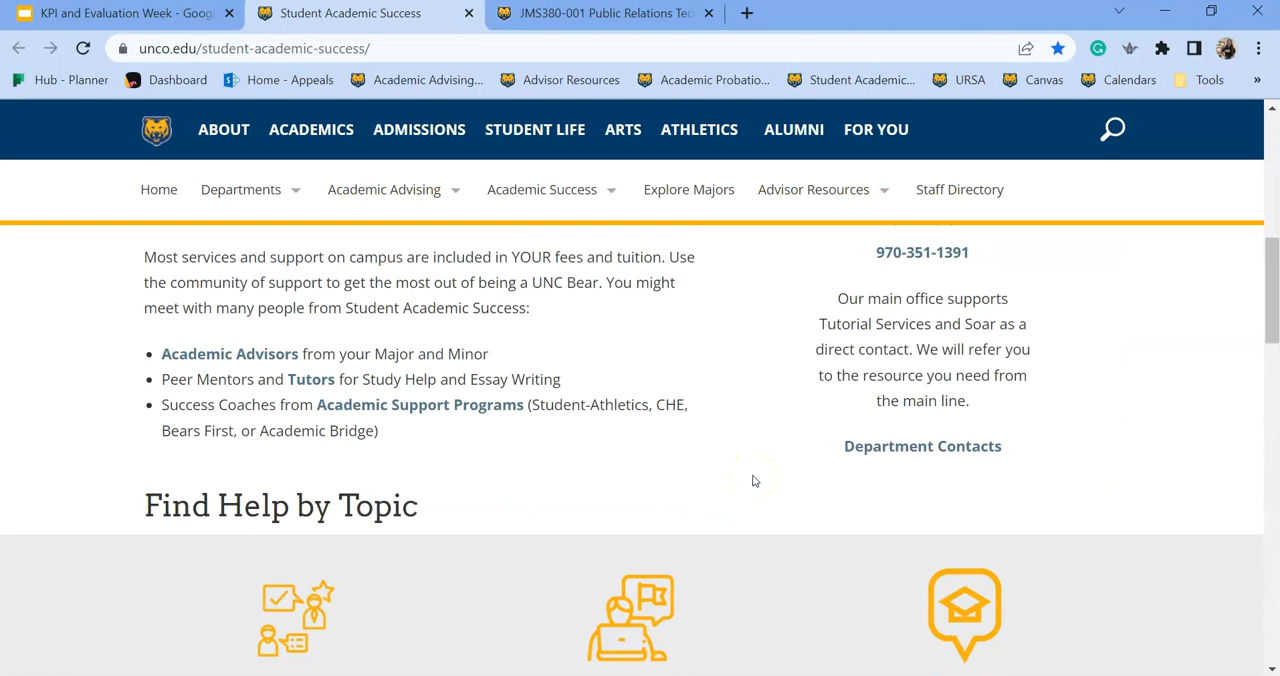 KPI and Evaluation Week - Goog
Student Academic Success
JMS380-001 Public Relations Tec
unco.edu/student-academic-success/
Hub - Planner
Dashboard
Home - Appeals
Academic Advising...
Advisor Resources
Academic Probatio...
Student Academic...
URSA
Canvas
Calendars
Tools
»
ABOUT
ACADEMICS
ADMISSIONS
STUDENT LIFE
ARTS
ATHLETICS
ALUMNI
FOR YOU
Home
Departments
Academic Advising
Academic Success
Explore Majors
Advisor Resources
Staff Directory
Most services and support on campus are included in YOUR fees and tuition. Use
the community of support to get the most out of being a UNC Bear. You might
meet with many people from Student Academic Success:
• Academic Advisors from your Major and Minor
• Peer Mentors and Tutors for Study Help and Essay Writing
• Success Coaches from Academic Support Programs (Student-Athletics, CHE,
Bears First, or Academic Bridge)
970-351-1391
Our main office supports
Tutorial Services and Soar as a
direct contact. We will refer you
to the resource you need from
the main line.
Department Contacts
Find Help by Topic